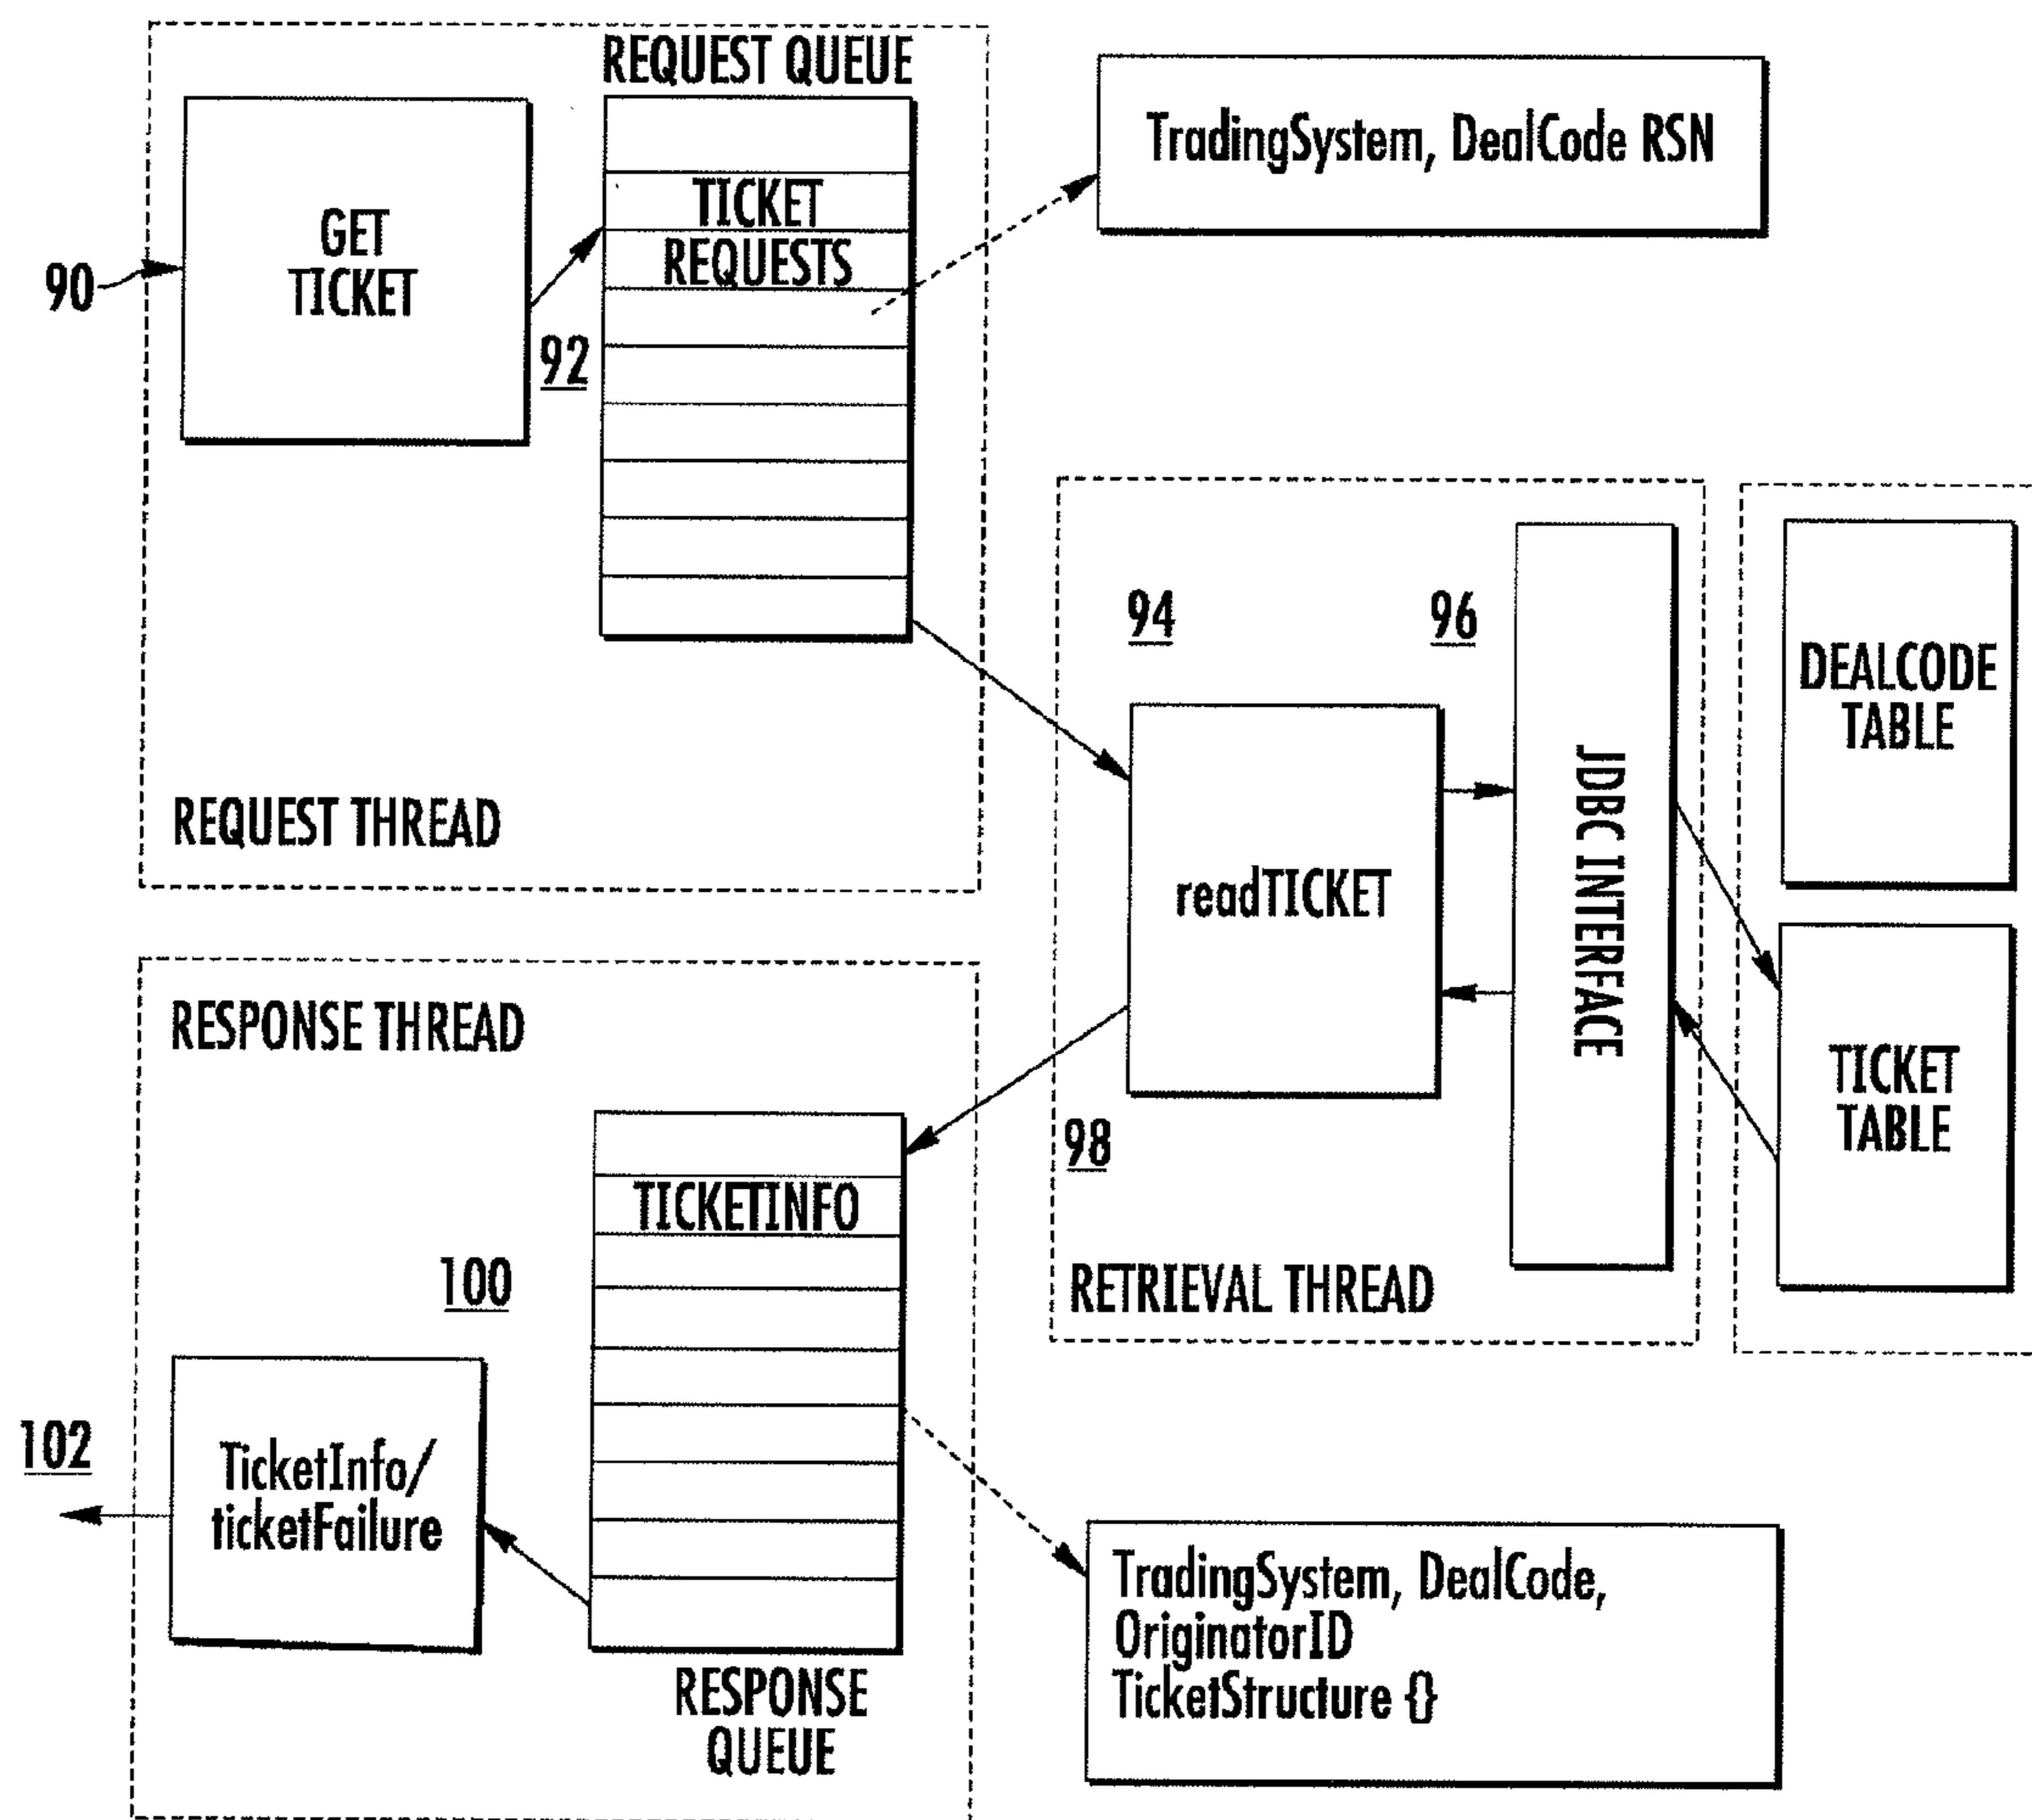 REQUEST QUEUE
GET
TICKET
90
92
TICKET
REQUESTS
TradingSystem, DealCode RSN
REQUEST THREAD
94
96
readTICKET
JDBC INTERFACE
98
RETRIEVAL THREAD
DEALCODE
TABLE
TICKET
TABLE
RESPONSE THREAD
TICKETINFO
100
102
TicketInfo/
ticketFailure
RESPONSE
QUEUE
TradingSystem, DealCode,
OriginatorID
TicketStructure {}